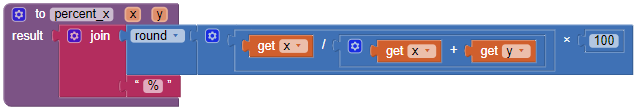 to percent_x x y
result join round get x / get x + get y × 100
" % "